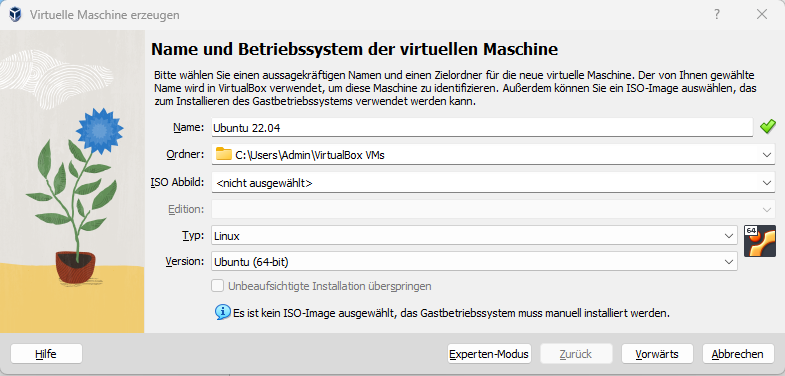 Virtuelle Maschine erzeugen
Name und Betriebssystem der virtuellen Maschine
Bitte wählen Sie einen aussagekräftigen Namen und einen Zielordner für die neue virtuelle Maschine. Der von Ihnen gewählte
Name wird in VirtualBox verwendet, um diese Maschine zu identifizieren. Außerdem können Sie ein ISO-Image auswählen, das
zum Installieren des Gastbetriebssystems verwendet werden kann.
Name: Ubuntu 22.04
Ordner: C:\Users\Admin\VirtualBox VMs
ISO Abbild: <nicht ausgewählt>
Edition:
Typ: Linux
64
Version: Ubuntu (64-bit)
Unbeaufsichtigte Installation überspringen
Es ist kein ISO-Image ausgewählt, das Gastbetriebssystem muss manuell installiert werden.
Hilfe Experten-Modus Zurück Vorwärts Abbrechen